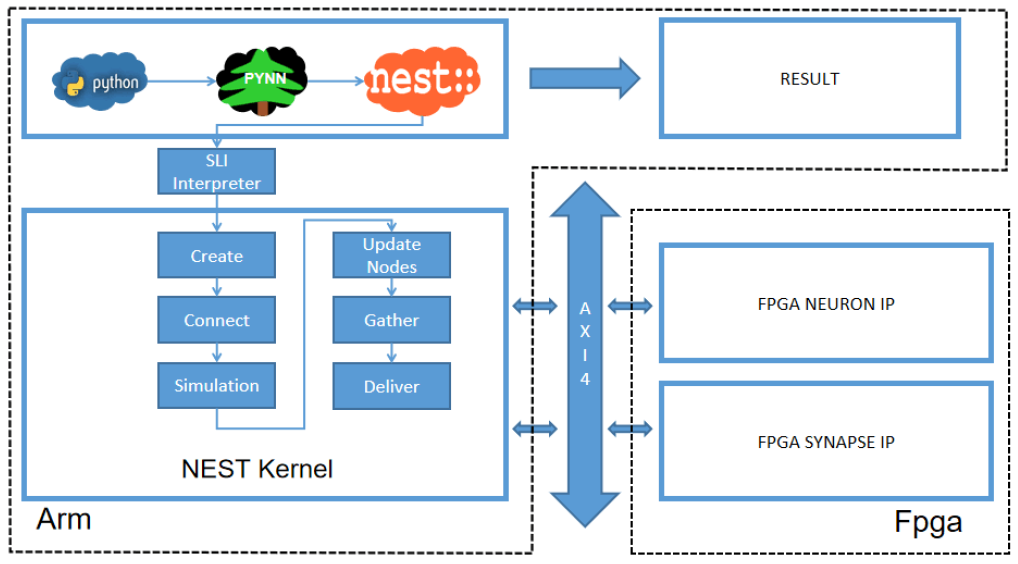 python
PYNN
nest::
RESULT
SLI
Interpreter
Create
Connect
Simulation
Update
Nodes
Gather
Deliver
NEST Kernel
Arm
A
X
I
4
FPGA NEURON IP
FPGA SYNAPSE IP
Fpga